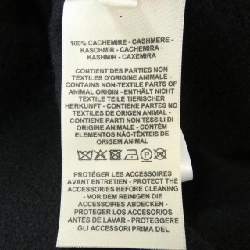 100% CACHEMIRE - CASHMERE -
KASCHMIR - CACHEMIRA -
KASHMIR - CAXEMIRA
CONTIENT DES PARTIES NON
TEXTILES D'ORIGINE ANIMALE
CONTAINS NON-TEXTILE PARTS OF
ANIMAL ORIGIN - ENTHÄLT NICHT
TEXTILE TEILE TIERISCHER
HERKUNFT - CONTIENE PARTES NO
TEXTILES DE ORIGEN ANIMAL -
CONTIENE PARTI NON TESSILI DI
ORIGINE ANIMALE - CONTÉM
ELEMENTOS NÃO-TÊXTEIS DE
ORIGEM ANIMAL
PROTÉGER LES ACCESSOIRES
AVANT ENTRETIEN - PROTECT THE
ACCESSORIES BEFORE CLEANING
- VOR DEM REINIGEN DIE
ACCESSOIRES ABDECKEN -
PROTEGER LOS ACCESORIOS
ANTES DE LAVAR - PROTEGGERE
GLI ACCESSORI PRIMA DEL